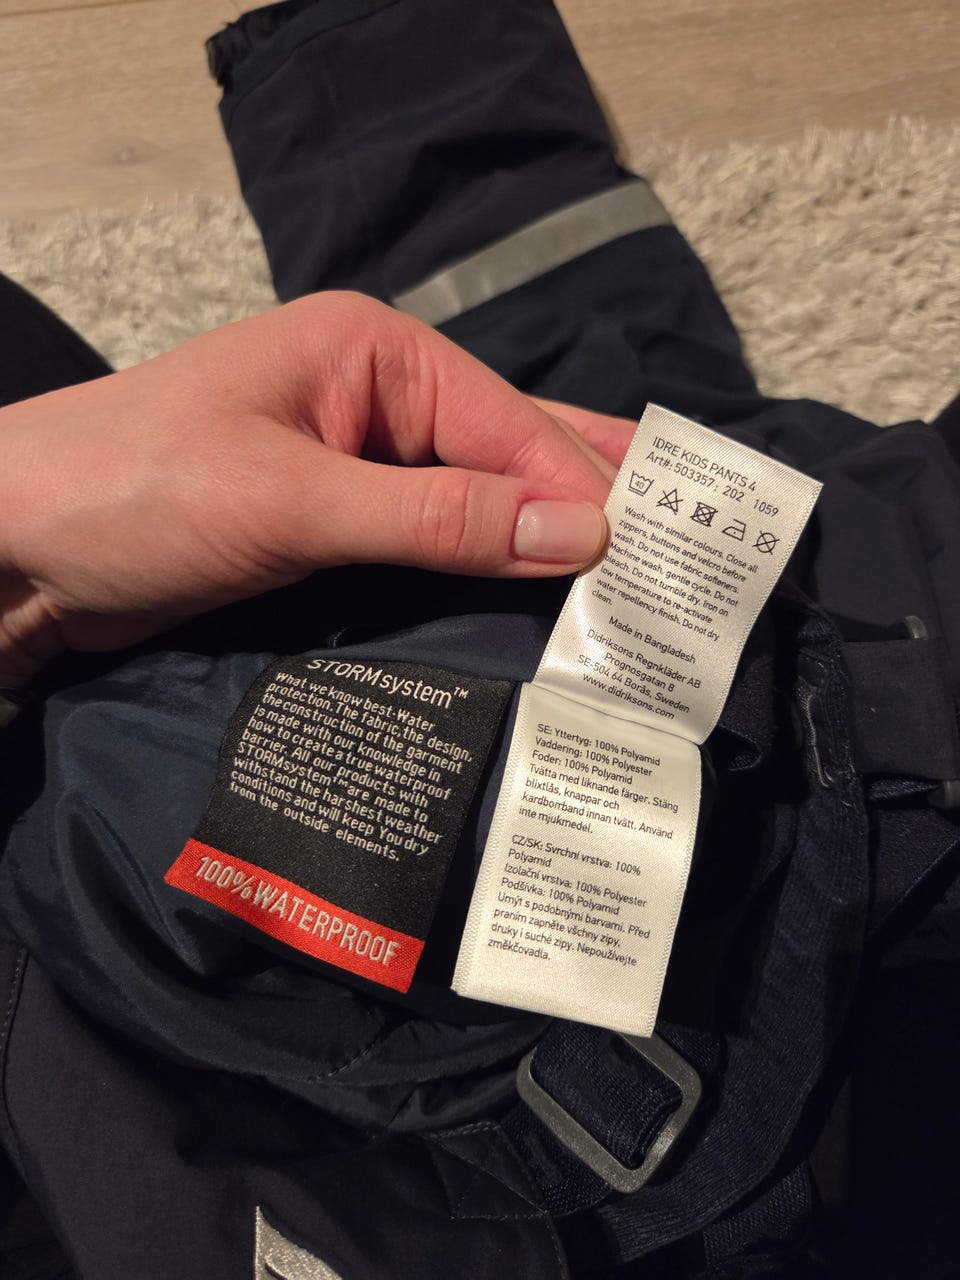 IDRE KIDS PANTS 4
Art#: 503357; 202 1059
40
Wash with similar colours. Close all
zippers, buttons and velcro before
wash. Do not use fabric softeners.
Machine wash, gentle cycle. Do not
bleach. Do not tumble dry. Iron on
low temperature to re-activate
water repellency finish. Do not dry
clean.
Made in Bangladesh
Didriksons Regnkläder AB
Prognosgatan 8
SE-504 64 Borås, Sweden
www.didriksons.com
STORMsystem™
What we know best-Water
protection. The fabric, the design,
the construction of the garment
is made with our knowledge in
how to create a true waterproof
barrier. All our products with
STORMsystem™ are made to
withstand the harshest weather
conditions and will keep You dry
from the outside elements.
100% WATERPROOF
SE: Yttertyg: 100% Polyamid
Vaddering: 100% Polyester
Foder: 100% Polyamid
Tvätta med liknande färger. Stäng
blixtlås, knappar och
kardborrband innan tvätt. Använd
inte mjukmedel.
CZ/SK: Svrchní vrstva: 100%
Polyamid
Izolační vrstva: 100% Polyester
Podšívka: 100% Polyamid
Umýt s podobnými barvami. Před
praním zapněte všchny zipy,
druky i suché zipy. Nepoužívejte
změkčovadla.